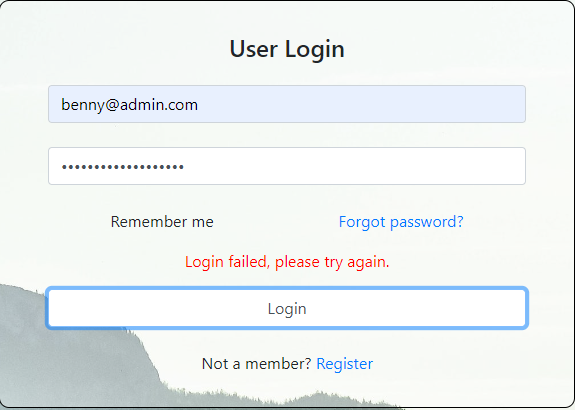 User Login
benny@admin.com
•••••••••••••••••••
Remember me Forgot password?
Login failed, please try again.
Login
Not a member? Register